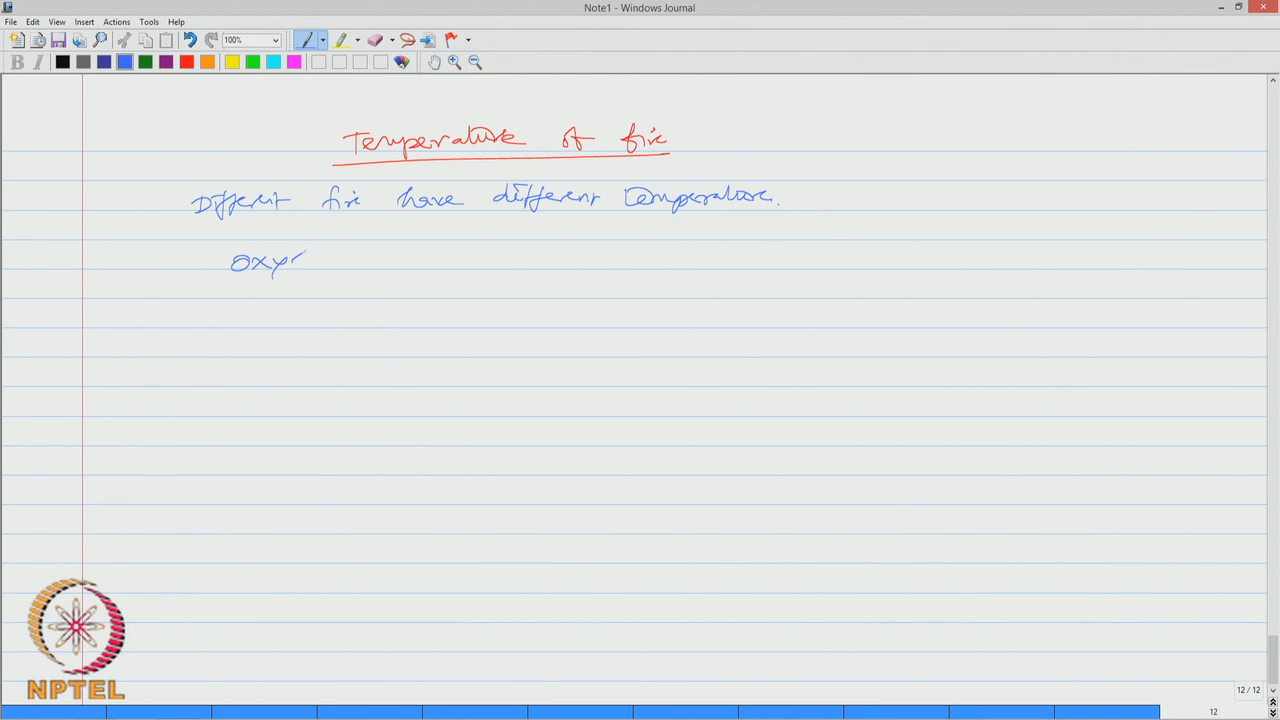 Note1 - Windows Journal
File Edit View Insert Actions Tools Help
100%
B I
Temperature of fire
Different fire have different temperature.
oxy
NPTEL
12 / 12
12